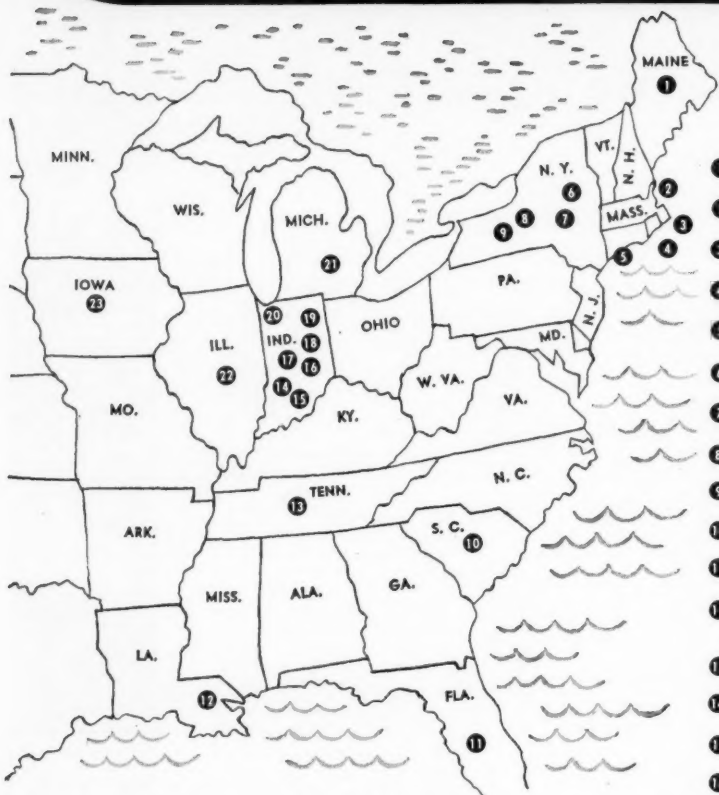 MAINE
1
MINN.
VT.
N. H.
N. Y.
6
2
WIS.
MICH.
MASS.
9
8
7
3
5
4
21
PA.
IOWA
23
20
19
N. J.
ILL.
IND.
18
OHIO
MD.
17
16
22
14
W. VA.
15
VA.
MO.
KY.
TENN.
13
N. C.
ARK.
S. C.
10
MISS.
ALA.
GA.
LA.
12
FLA.
11